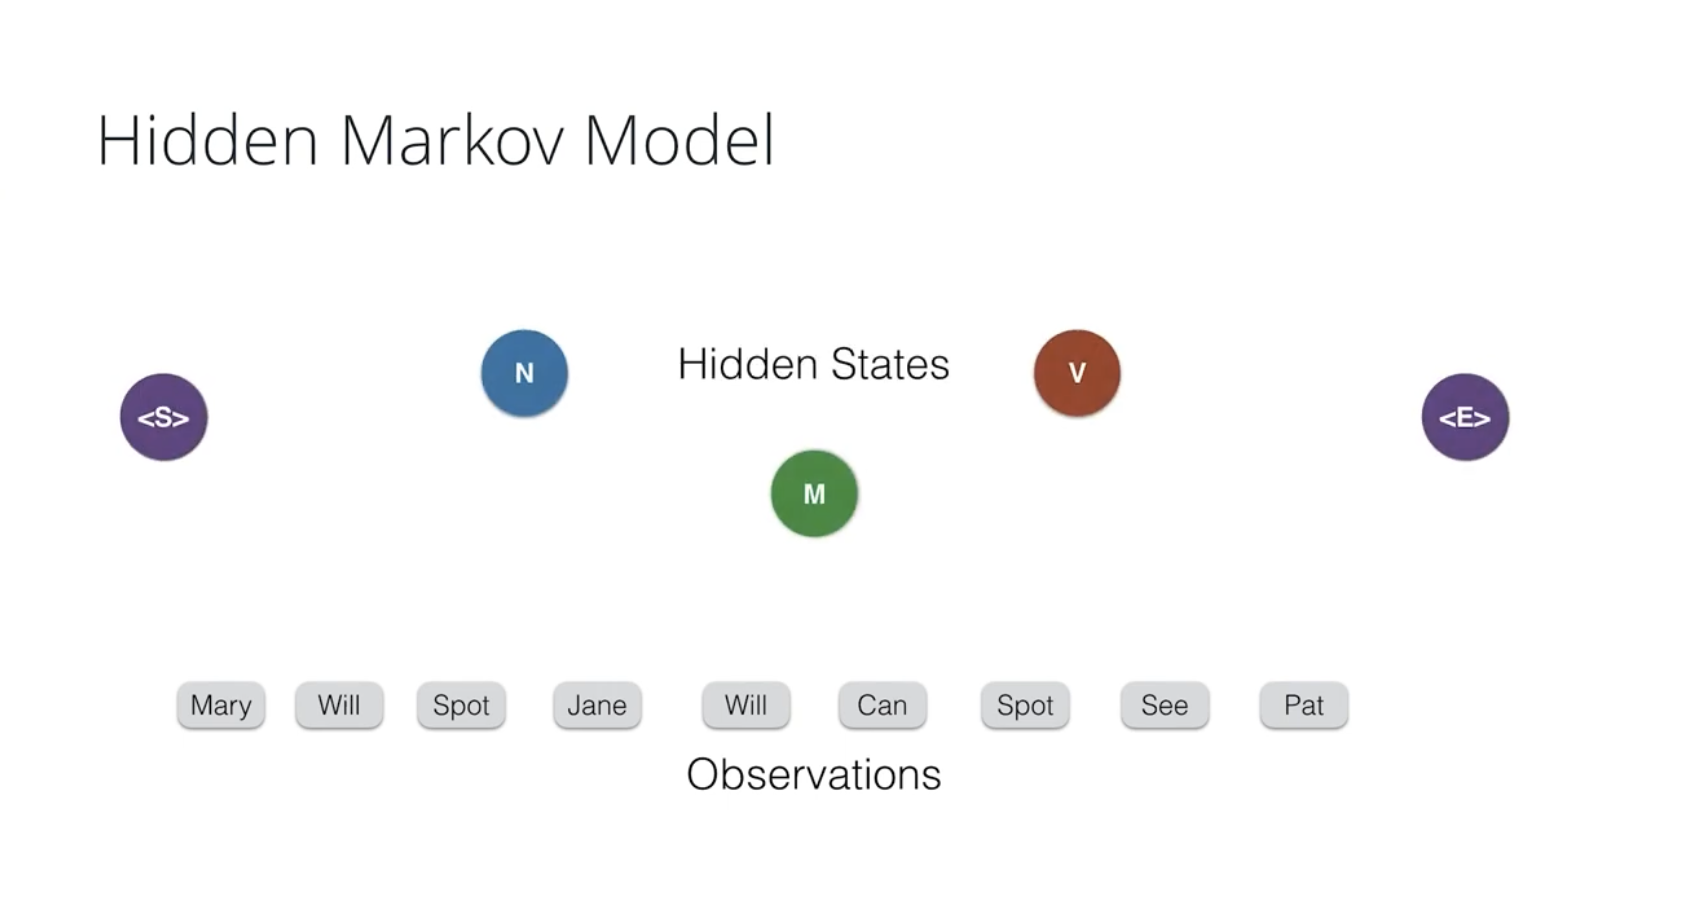 Hidden Markov Model
<S>
N
Hidden States
V
<E>
M
Mary Will Spot Jane Will Can Spot See Pat
Observations